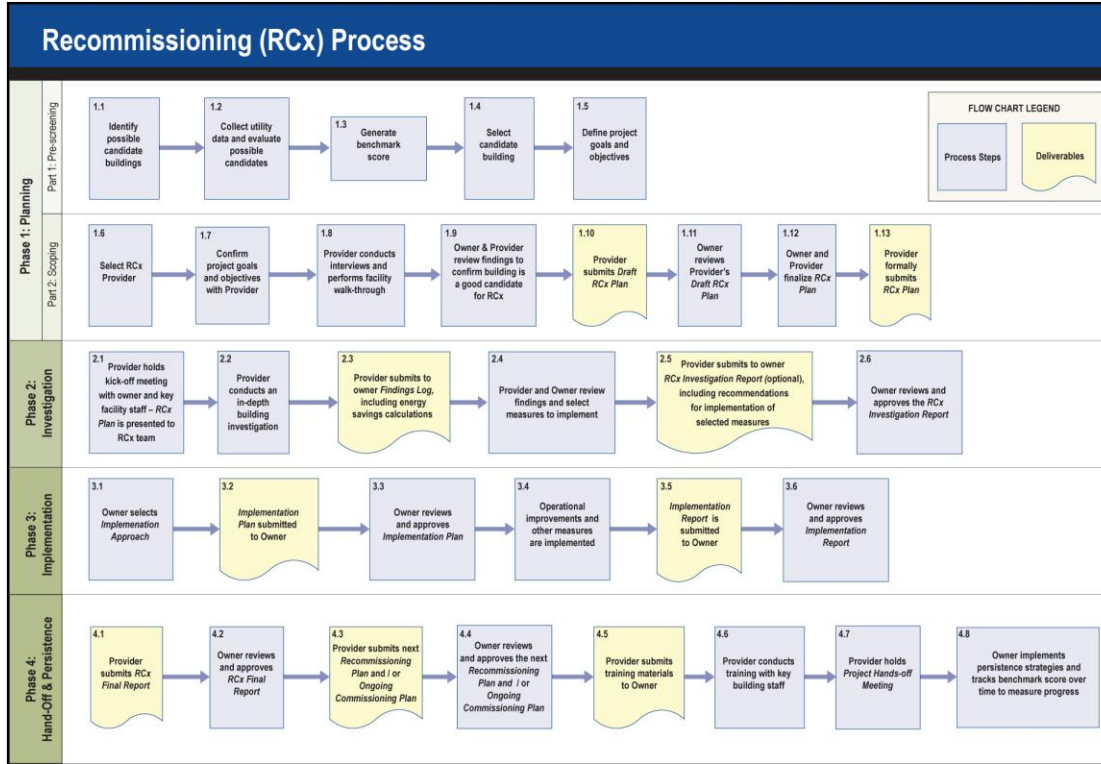 Recommissioning (RCx) Process
Phase 1: Planning
Part 1: Pre-screening
1.1
Identify
possible
candidate
buildings
1.2
Collect utility
data and evaluate
possible
candidates
1.3
Generate
benchmark
score
1.4
Select
candidate
building
1.5
Define project
goals and
objectives
FLOW CHART LEGEND
Process Steps
Deliverables
Part 2: Scoping
1.6
Select RCx
Provider
1.7
Confirm
project goals
and objectives
with Provider
1.8
Provider conducts
interviews and
performs facility
walk-through
1.9
Owner & Provider
review findings to
confirm building is
a good candidate
for RCx
1.10
Provider
submits Draft
RCx Plan
1.11
Owner
reviews
Provider's
Draft RCx
Plan
1.12
Owner and
Provider
finalize RCx
Plan
1.13
Provider
formally
submits
RCx Plan
Phase 2:
Investigation
2.1
Provider holds
kick-off meeting
with owner and key
facility staff – RCx
Plan is presented to
RCx team
2.2
Provider
conducts
an in-depth
building
investigation
2.3
Provider submits to
owner Findings Log,
including energy
savings calculations
2.4
Provider and Owner review
findings and select
measures to implement
2.5
Provider submits to owner
RCx Investigation Report (optional),
including recommendations
for implementation of
selected measures
2.6
Owner reviews and
approves the RCx
Investigation Report
Phase 3:
Implementation
3.1
Owner selects
Implemenation
Approach
3.2
Implementation
Plan submitted
to Owner
3.3
Owner reviews
and approves
Implementation Plan
3.4
Operational
improvements and
other measures
are implemented
3.5
Implementation
Report is
submitted
to Owner
3.6
Owner reviews
and approves
Implementation
Report
Phase 4:
Hand-Off & Persistence
4.1
Provider
submits RCx
Final Report
4.2
Owner reviews
and approves
RCx Final
Report
4.3
Provider submits next
Recommissioning
Plan and / or
Ongoing
Commissioning Plan
4.4
Owner reviews
and approves the next
Recommissioning
Plan and / or
Ongoing
Commissioning Plan
4.5
Provider submits
training materials
to Owner
4.6
Provider conducts
training with key
building staff
4.7
Provider holds
Project Hands-off
Meeting
4.8
Owner implements
persistence strategies and
tracks benchmark score over
time to measure progress